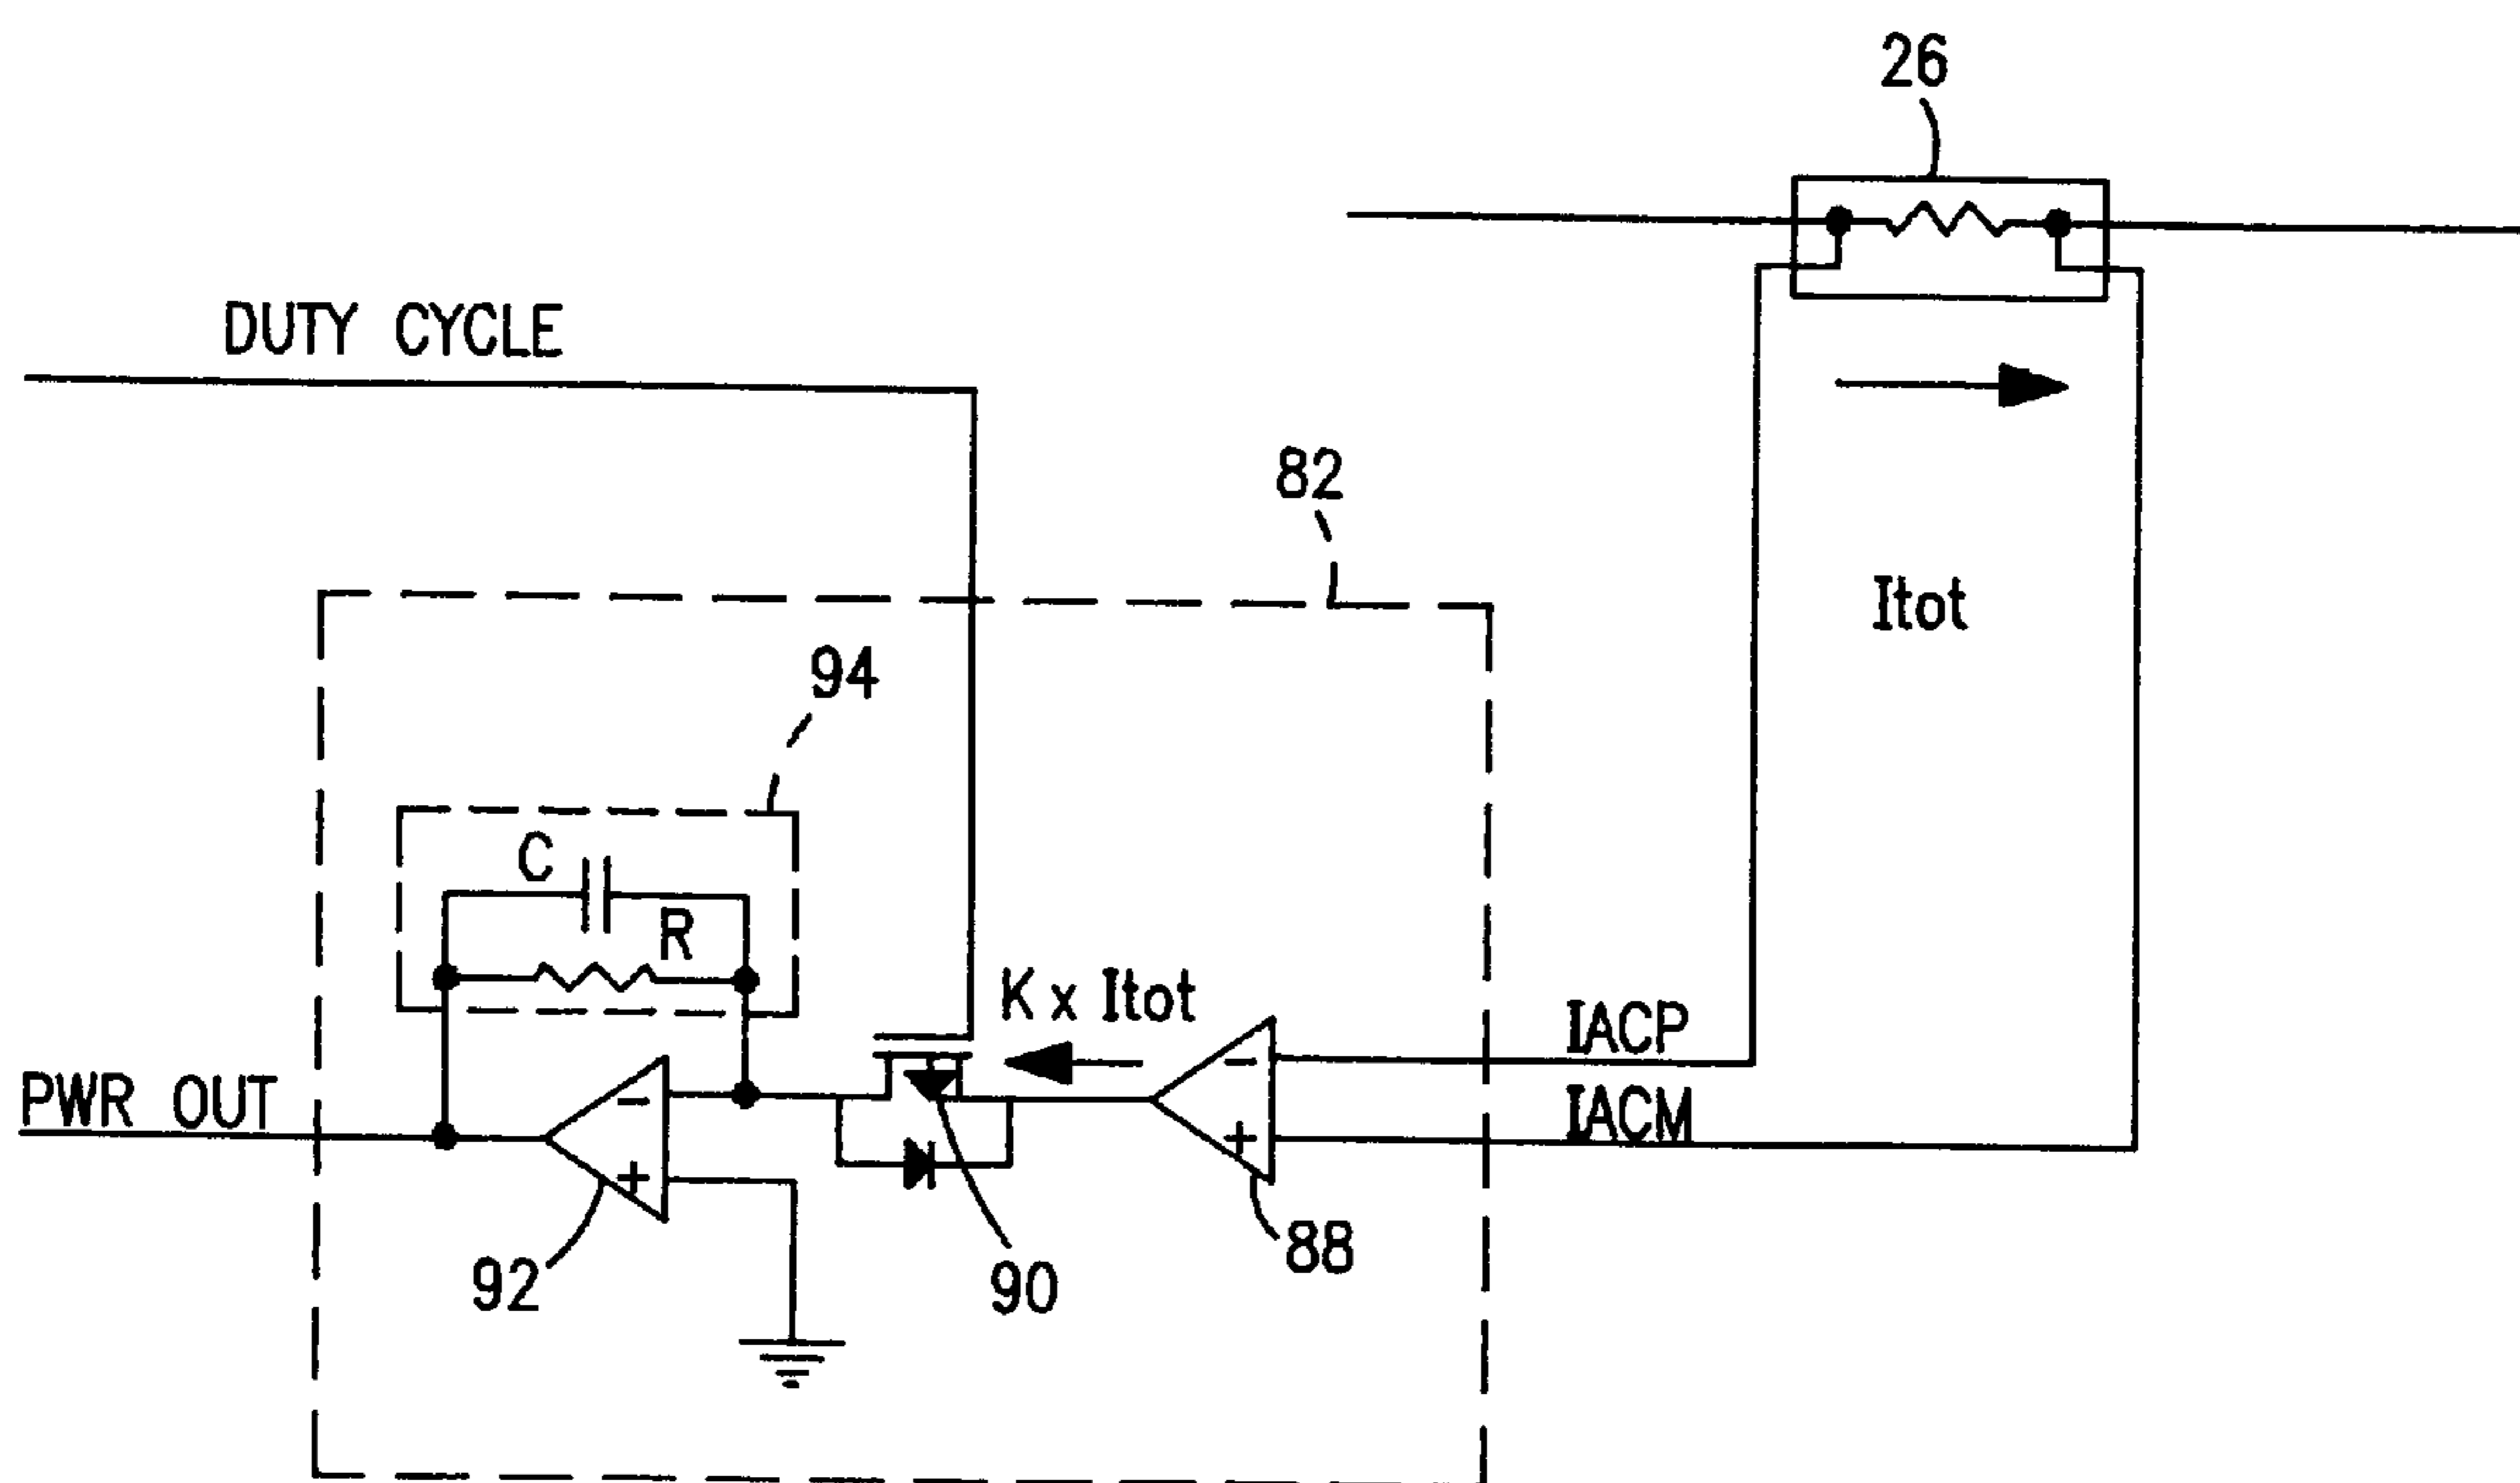 26
DUTY CYCLE
82
Itot
94
C
R
K x Itot
IACP
-
IACM
PWR OUT
-
+
+
88
92
90